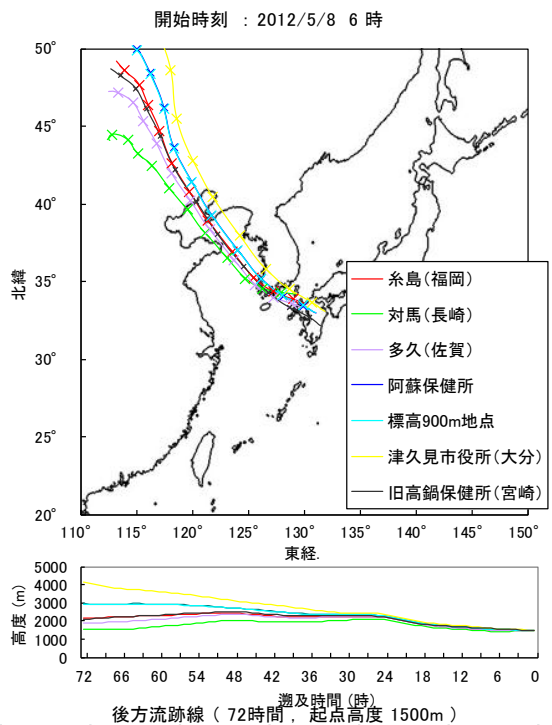 開始時刻 : 2012/5/8 6 時
50°
45°
40°
35°
30°
25°
20°
北緯
110° 115° 120° 125° 130° 135° 140° 145° 150°
東経.
糸島(福岡)
対馬(長崎)
多久(佐賀)
阿蘇保健所
標高900m地点
津久見市役所(大分)
旧高鍋保健所(宮崎)
5000
4000
3000
2000
1000
0
高度 (m)
72 66 60 54 48 42 36 30 24 18 12 6 0
遡及時間 (時)
後方流跡線 ( 72時間 , 起点高度 1500m )